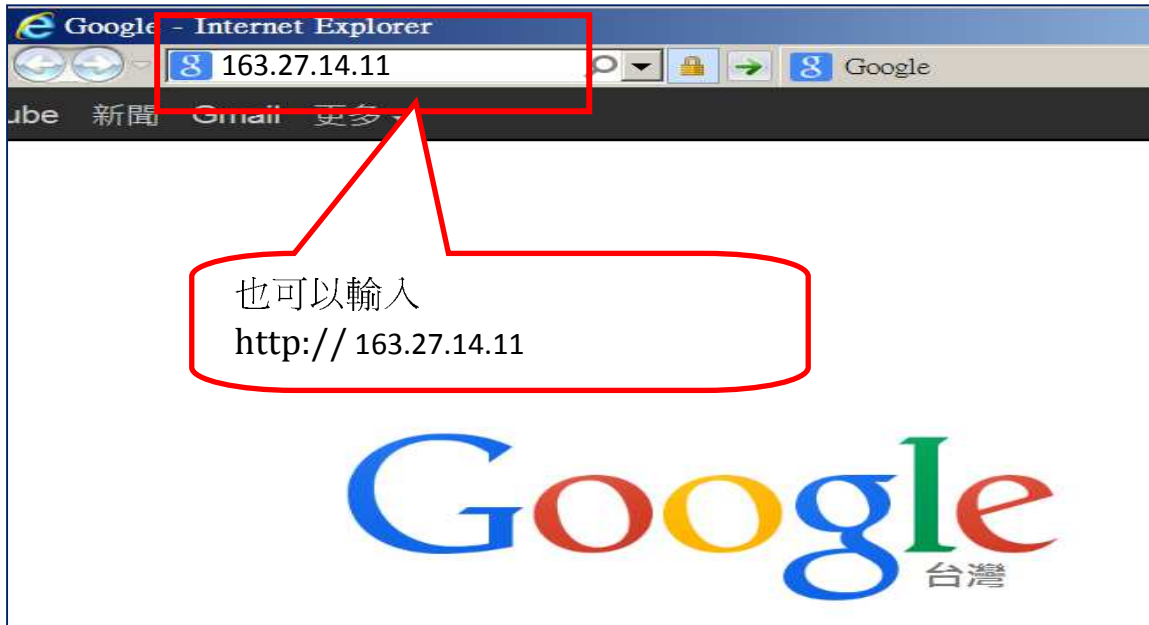 Google - Internet Explorer
163.27.14.11
Google
ube 新聞 Gmail 更多
也可以輸入
http:// 163.27.14.11
Google
台灣